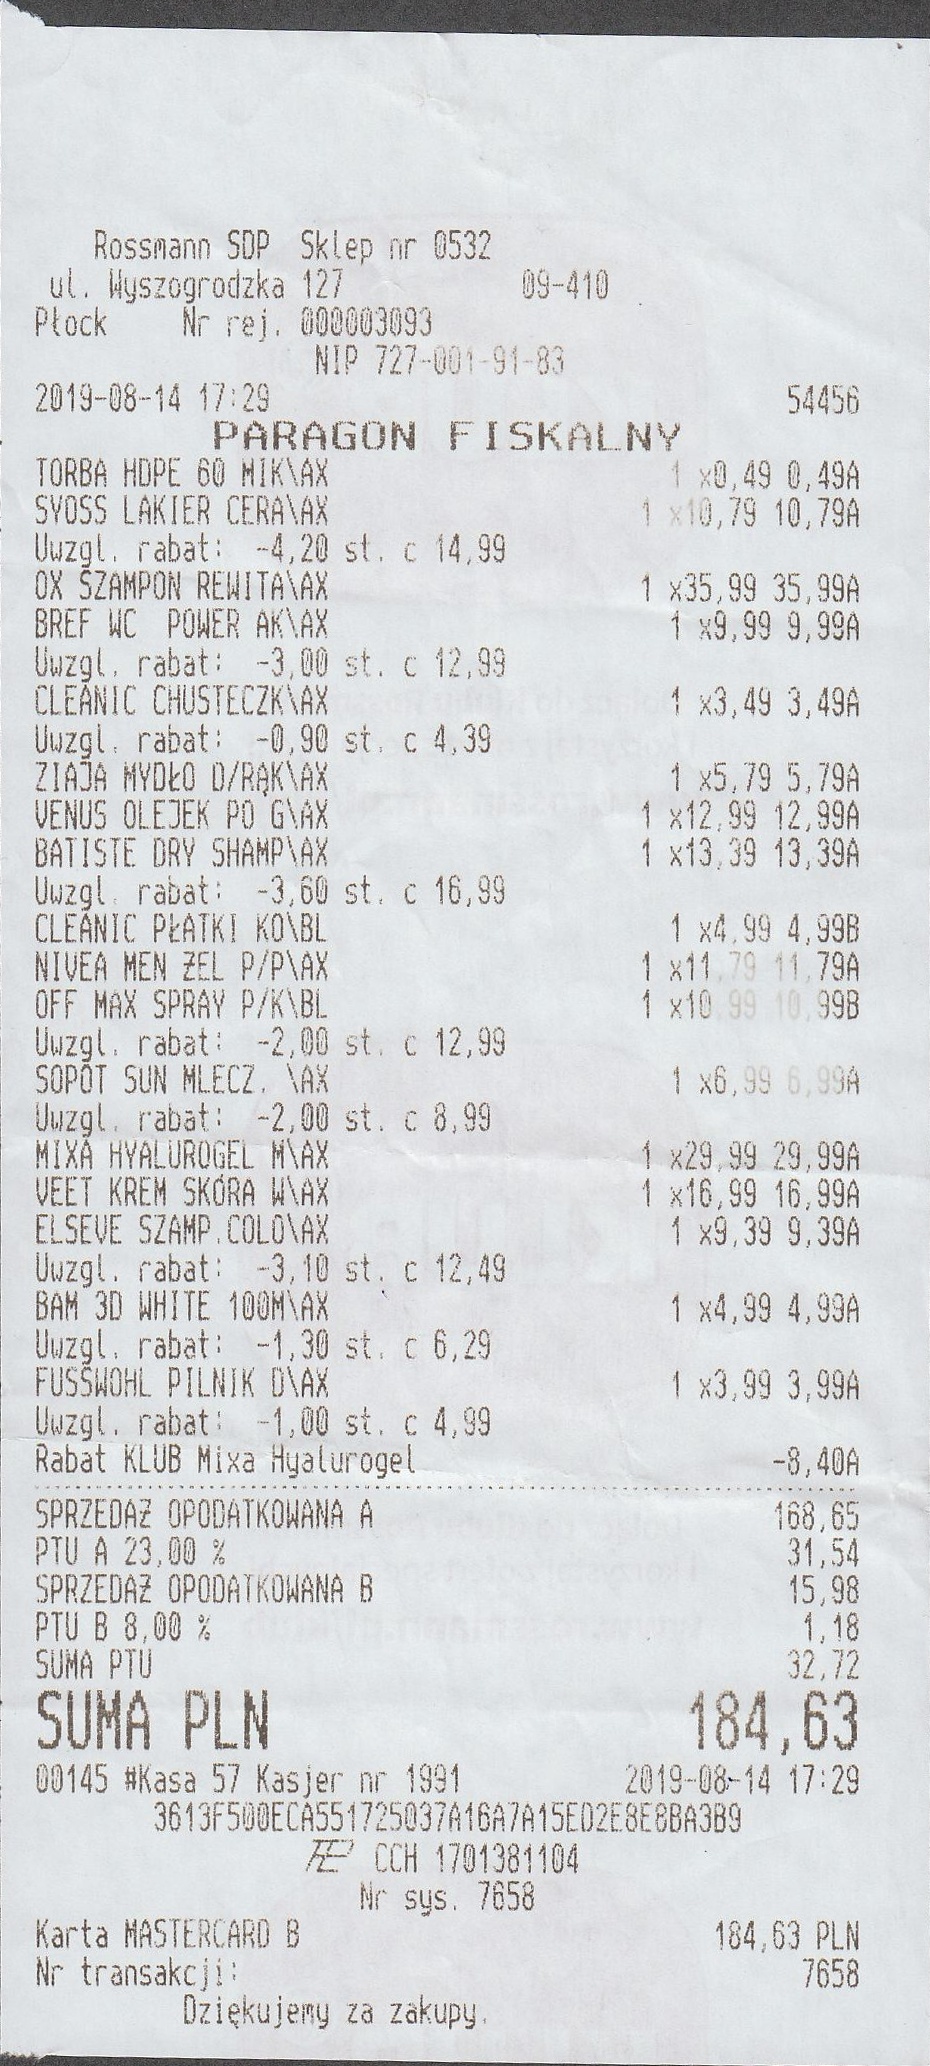 Rossmann SDP Sklep nr 0532
ul. Wyszogrodzka 127 09-410
Płock Nr rej. 000003093
NIP 727-001-91-83
2019-08-14 17:29 54456
PARAGON FISKALNY
TORBA HDPE 60 MIK\AX 1 x0,49 0,49A
SYOSS LAKIER CERA\AX 1 x10,79 10,79A
Uwzgl. rabat: -4,20 st. c 14,99
OX SZAMPON REWITA\AX 1 x35,99 35,99A
BREF WC POWER AK\AX 1 x9,99 9,99A
Uwzgl. rabat: -3,00 st. c 12,99
CLEANIC CHUSTECZK\AX 1 x3,49 3,49A
Uwzgl. rabat: -0,90 st. c 4,39
ZIAJA MYDŁO D/RĄK\AX 1 x5,79 5,79A
VENUS OLEJEK PO G\AX 1 x12,99 12,99A
BATISTE DRY SHAMP\AX 1 x13,39 13,39A
Uwzgl. rabat: -3,60 st. c 16,99
CLEANIC PŁATKI KO\BL 1 x4,99 4,99B
NIVEA MEN ŻEL P/P\AX 1 x11,79 11,79A
OFF MAX SPRAY P/K\BL 1 x10,99 10,99B
Uwzgl. rabat: -2,00 st. c 12,99
SOPOT SUN MLECZ. \AX 1 x6,99 6,99A
Uwzgl. rabat: -2,00 st. c 8,99
MIXA HYALUROGEL M\AX 1 x29,99 29,99A
VEET KREM SKÓRA W\AX 1 x16,99 16,99A
ELSEVE SZAMP.COLO\AX 1 x9,39 9,39A
Uwzgl. rabat: -3,10 st. c 12,49
BAM 3D WHITE 100M\AX 1 x4,99 4,99A
Uwzgl. rabat: -1,30 st. c 6,29
FUSSWOHL PILNIK D\AX 1 x3,99 3,99A
Uwzgl. rabat: -1,00 st. c 4,99
Rabat KLUB Mixa Hyalurogel -8,40A
SPRZEDAŻ OPODATKOWANA A 168,65
PTU A 23,00 % 31,54
SPRZEDAŻ OPODATKOWANA B 15,98
PTU B 8,00 % 1,18
SUMA PTU 32,72
SUMA PLN 184,63
00145 #Kasa 57 Kasjer nr 1991 2019-08-14 17:29
3613F500ECA551725037A16A7A15ED2E8E8BA3B9
CCH 1701381104
Nr sys. 7658
Karta MASTERCARD B 184,63 PLN
Nr transakcji: 7658
Dziękujemy za zakupy.